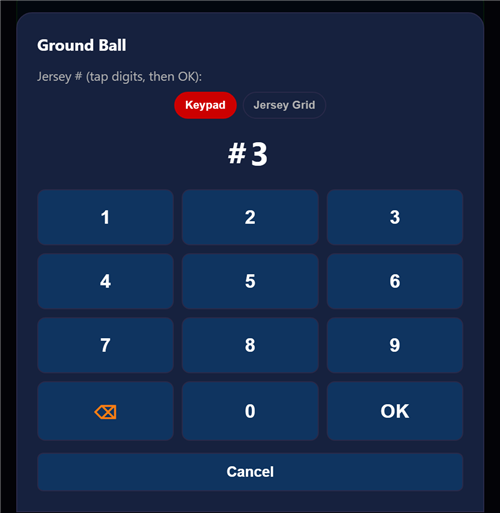 Ground Ball
Jersey # (tap digits, then OK):
Keypad Jersey Grid
#3
1 2 3
4 5 6
7 8 9
⌫ 0 OK
Cancel